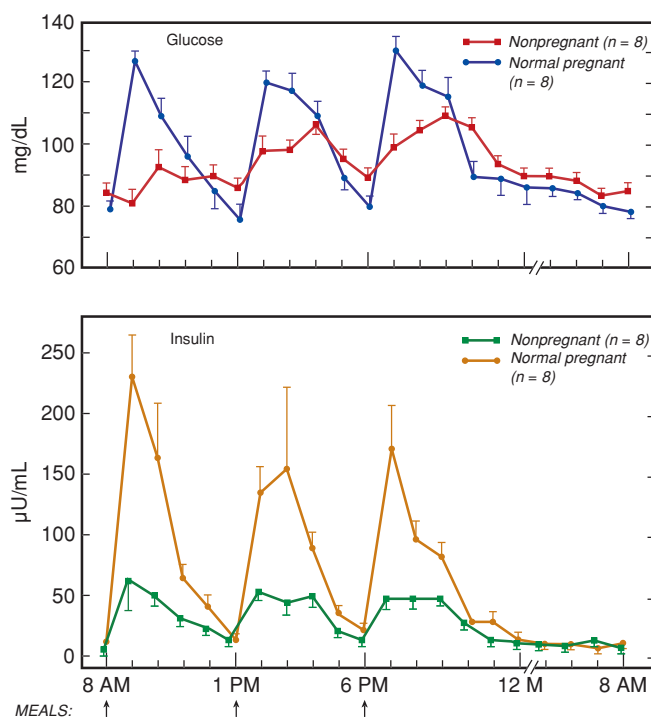 140
120
100
80
60
mg/dL
Glucose
Nonpregnant (n = 8)
Normal pregnant
(n = 8)
250
200
150
100
50
0
µU/mL
Insulin
Nonpregnant (n = 8)
Normal pregnant
(n = 8)
8 AM 1 PM 6 PM 12 M 8 AM
MEALS: